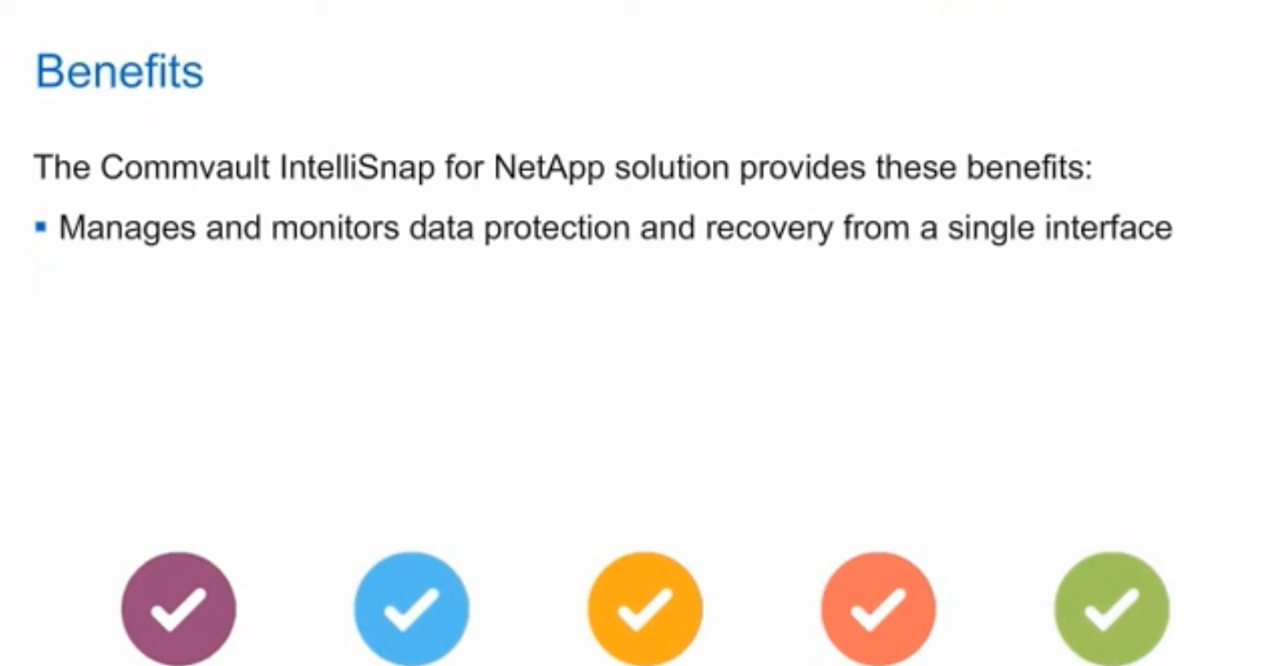 Benefits
The Commvault IntelliSnap for NetApp solution provides these benefits:
▪ Manages and monitors data protection and recovery from a single interface